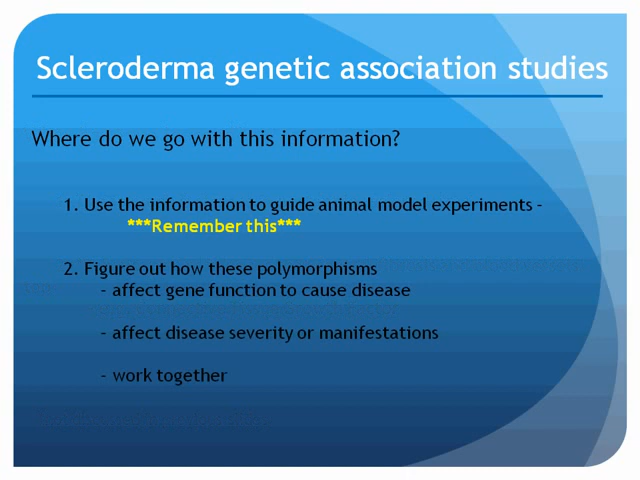 Scleroderma genetic association studies
Where do we go with this information?
1. Use the information to guide animal model experiments -
***Remember this***
2. Figure out how these polymorphisms
- affect gene function to cause disease
- affect disease severity or manifestations
- work together